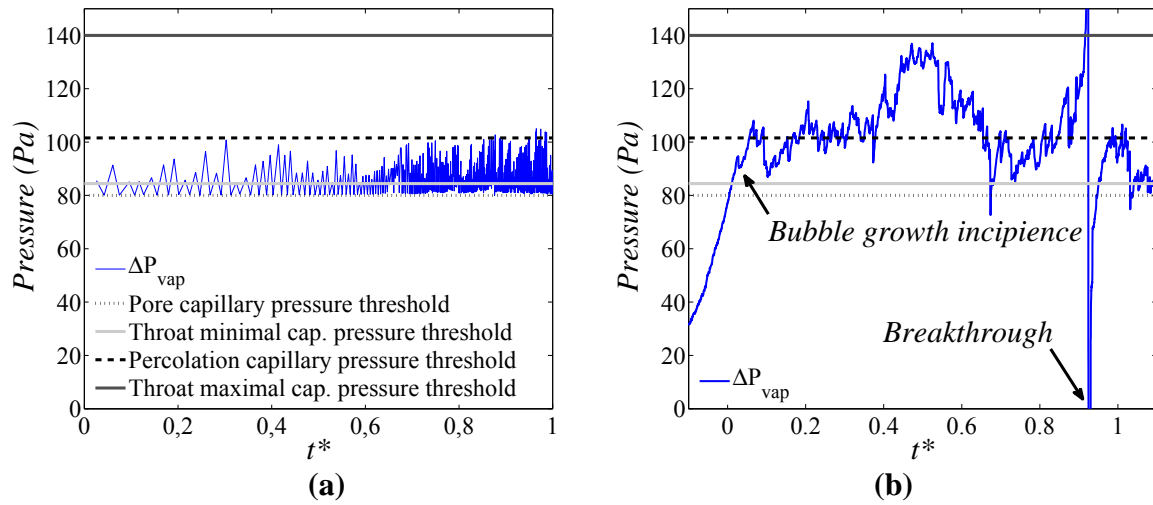 140
120
100
80
60
40
20
0
Pressure (Pa)
ΔP_vap
Pore capillary pressure threshold
Throat minimal cap. pressure threshold
Percolation capillary pressure threshold
Throat maximal cap. pressure threshold
0 0,2 0,4 0,6 0,8 1
t*
(a)
140
120
100
80
60
40
20
0
Pressure (Pa)
Bubble growth incipience
Breakthrough
ΔP_vap
0 0.2 0.4 0.6 0.8 1
t*
(b)